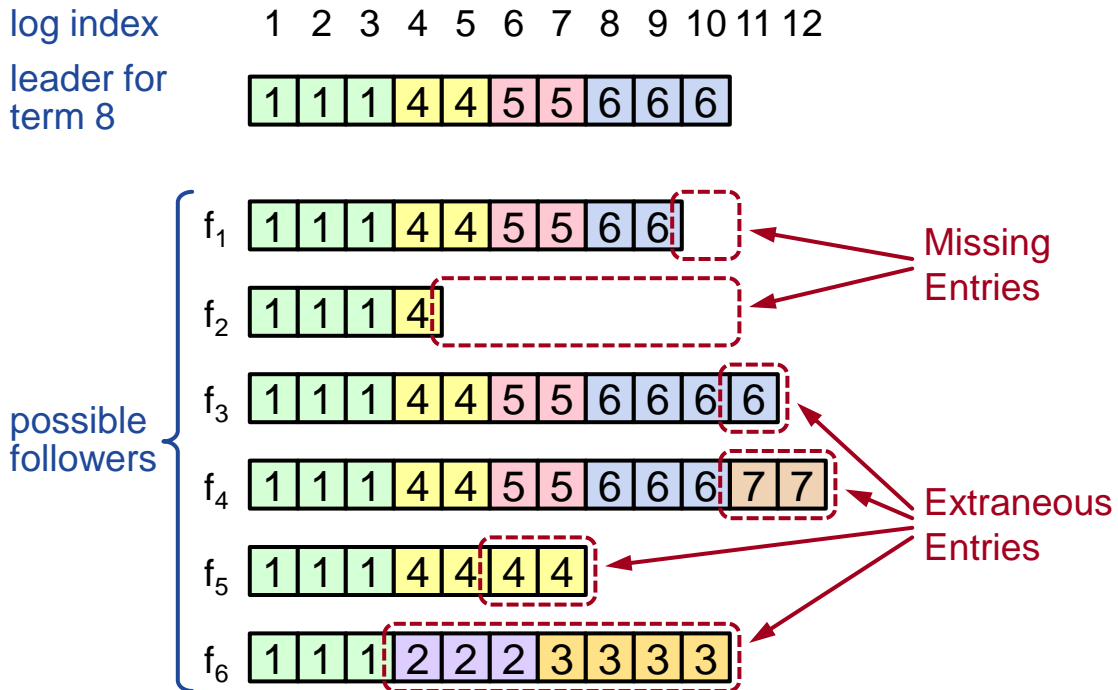 log index 1 2 3 4 5 6 7 8 9 10 11 12
leader for
term 8
1 1 1 4 4 5 5 6 6 6
f1 1 1 1 4 4 5 5 6 6
Missing
Entries
f2 1 1 1 4
f3 1 1 1 4 4 5 5 6 6 6 6
possible
followers
f4 1 1 1 4 4 5 5 6 6 6 7 7
Extraneous
Entries
f5 1 1 1 4 4 4 4
f6 1 1 1 2 2 2 3 3 3 3